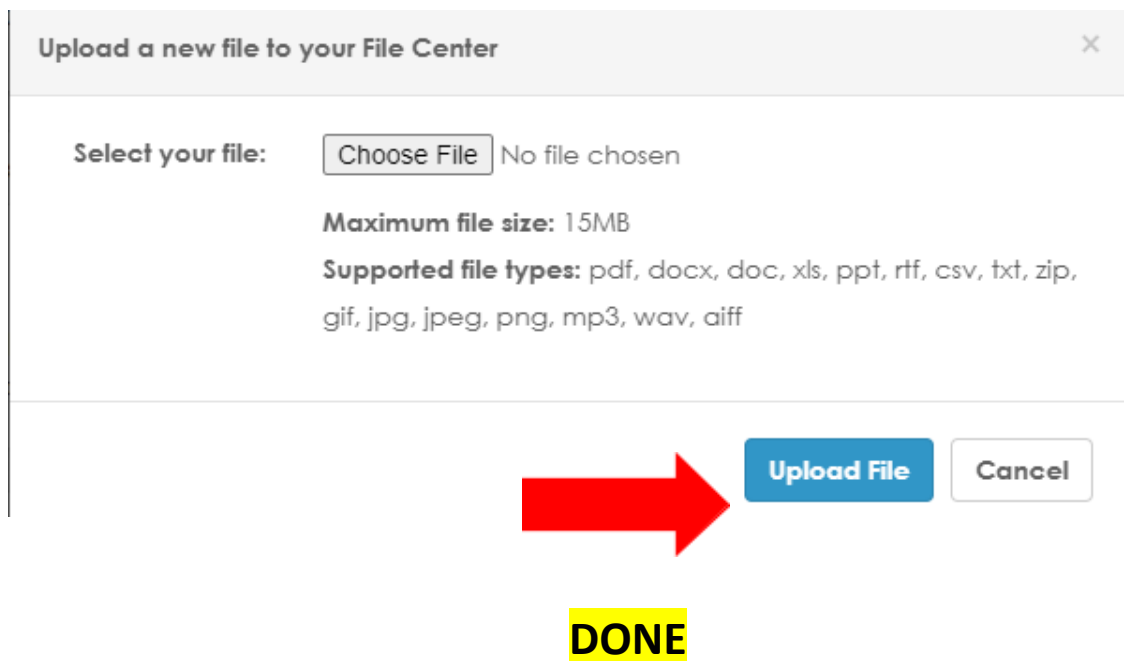 Upload a new file to your File Center ×
Select your file: Choose File No file chosen
Maximum file size: 15MB
Supported file types: pdf, docx, doc, xls, ppt, rtf, csv, txt, zip,
gif, jpg, jpeg, png, mp3, wav, aiff
Upload File Cancel
DONE